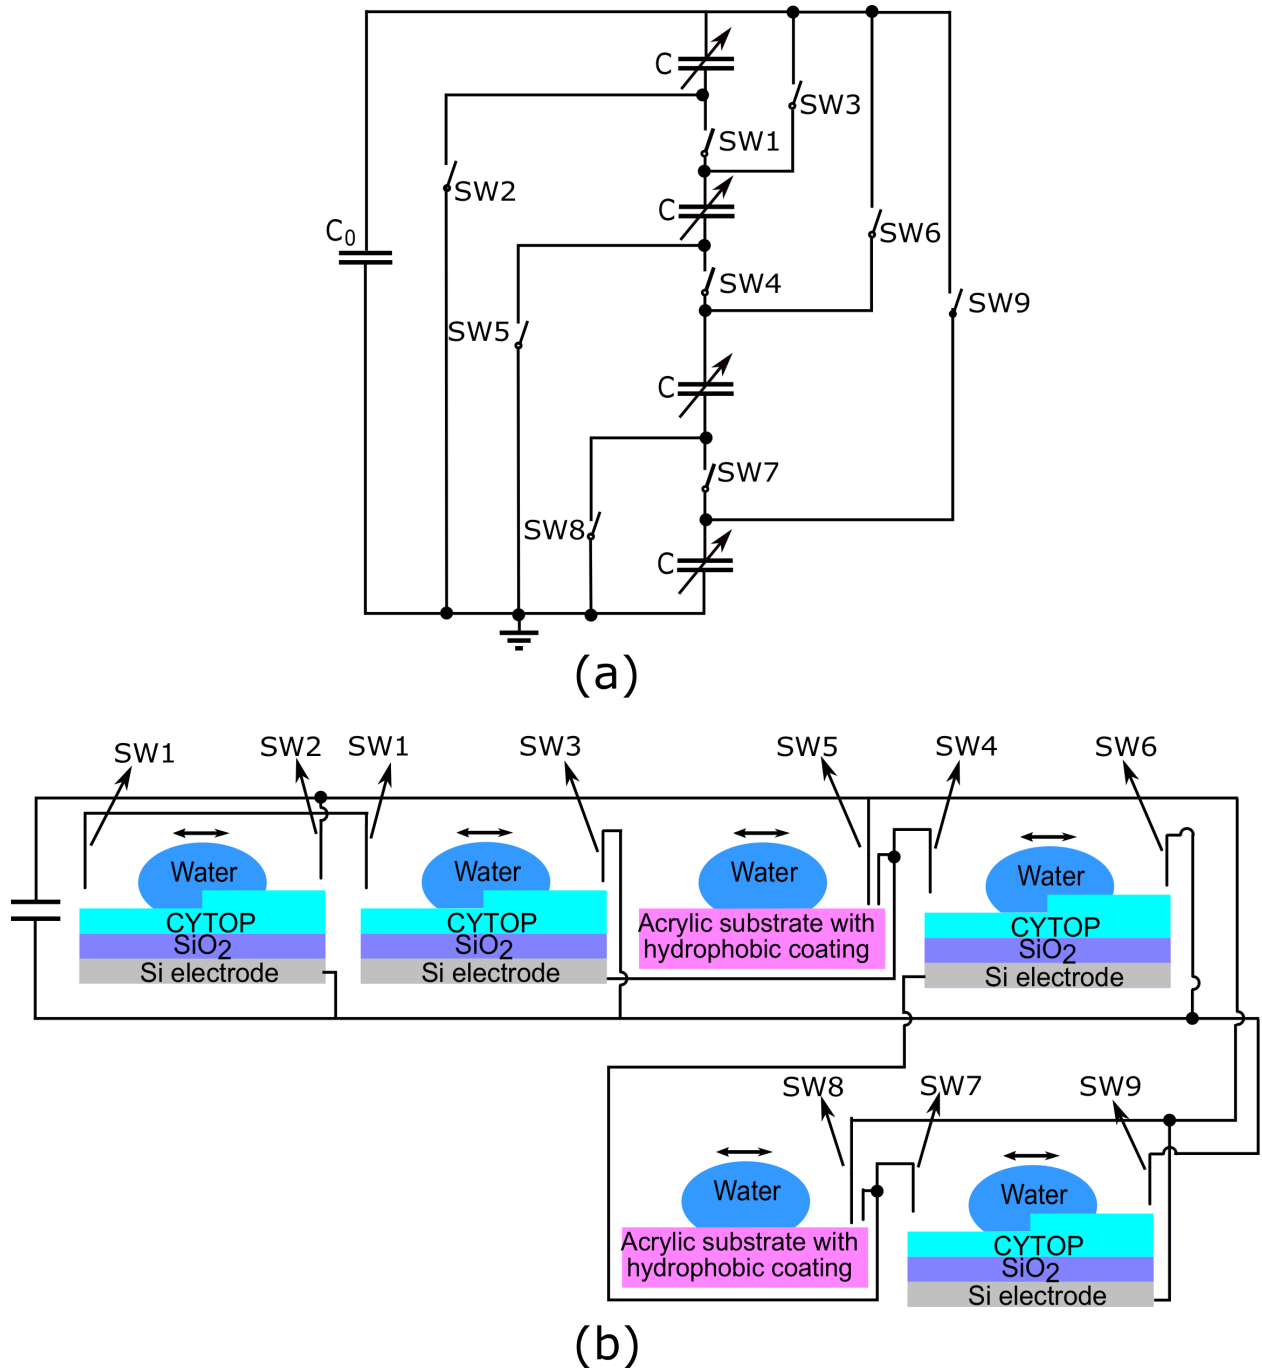 C
SW3
SW1
SW2
C
C₀
SW6
SW4
SW9
SW5
C
SW7
SW8
C
(a)
SW1
SW2
SW1
SW3
SW5
SW4
SW6
Water
Water
Water
Water
CYTOP
SiO₂
Si electrode
CYTOP
SiO₂
Si electrode
Acrylic substrate with
hydrophobic coating
CYTOP
SiO₂
Si electrode
SW8
SW7
SW9
Water
Water
Acrylic substrate with
hydrophobic coating
CYTOP
SiO₂
Si electrode
(b)